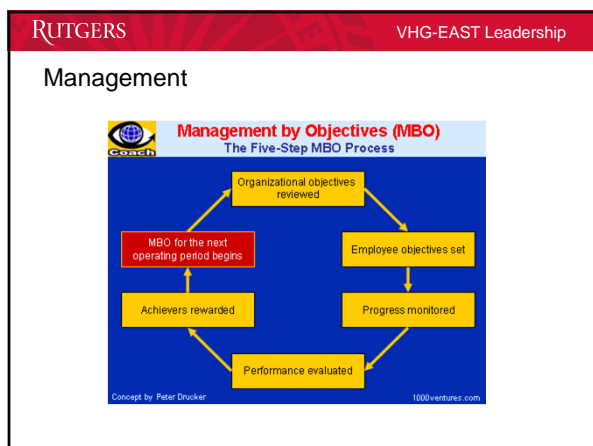 RUTGERS
VHG-EAST Leadership
Management
Coach
Management by Objectives (MBO)
The Five-Step MBO Process
Organizational objectives
reviewed
MBO for the next
operating period begins
Employee objectives set
Achievers rewarded
Progress monitored
Performance evaluated
Concept by Peter Drucker
1000ventures.com